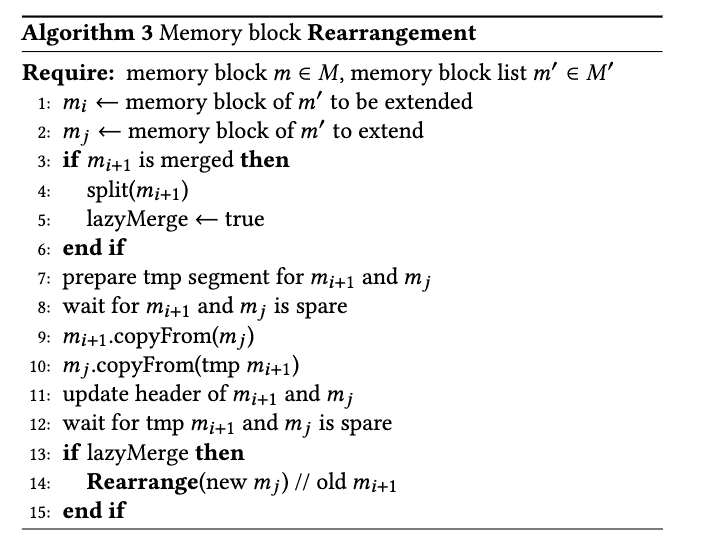 Algorithm 3 Memory block Rearrangement
Require: memory block m ∈ M, memory block list m′ ∈ M′
1: mᵢ ← memory block of m′ to be extended
2: mⱼ ← memory block of m′ to extend
3: if mᵢ₊₁ is merged then
4: split(mᵢ₊₁)
5: lazyMerge ← true
6: end if
7: prepare tmp segment for mᵢ₊₁ and mⱼ
8: wait for mᵢ₊₁ and mⱼ is spare
9: mᵢ₊₁.copyFrom(mⱼ)
10: mⱼ.copyFrom(tmp mᵢ₊₁)
11: update header of mᵢ₊₁ and mⱼ
12: wait for tmp mᵢ₊₁ and mⱼ is spare
13: if lazyMerge then
14: Rearrange(new mⱼ) // old mᵢ₊₁
15: end if